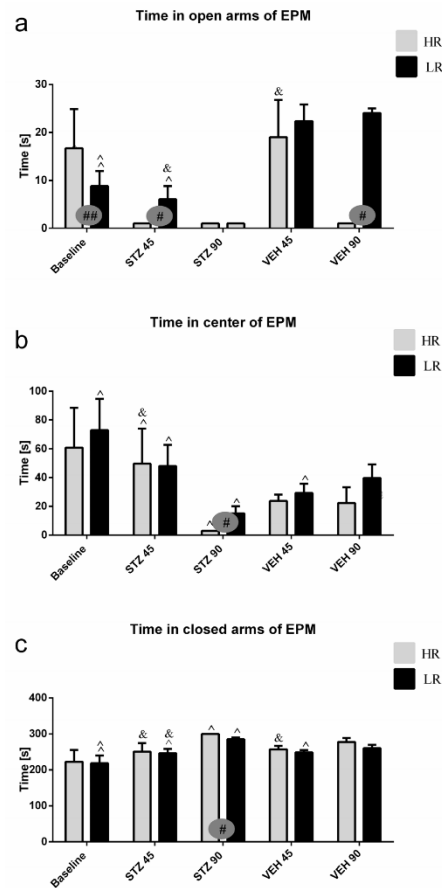 a
Time in open arms of EPM
HR
LR
Time [s]
30
20
10
0
^
^
##
&
^
#
&
#
Baseline
STZ 45
STZ 90
VEH 45
VEH 90
b
Time in center of EPM
HR
LR
Time [s]
100
80
60
40
20
0
^
&
^
^
^
#
^
^
Baseline
STZ 45
STZ 90
VEH 45
VEH 90
c
Time in closed arms of EPM
HR
LR
Time [s]
400
300
200
100
0
^
^
&
&
^
^
^
#
&
^
Baseline
STZ 45
STZ 90
VEH 45
VEH 90